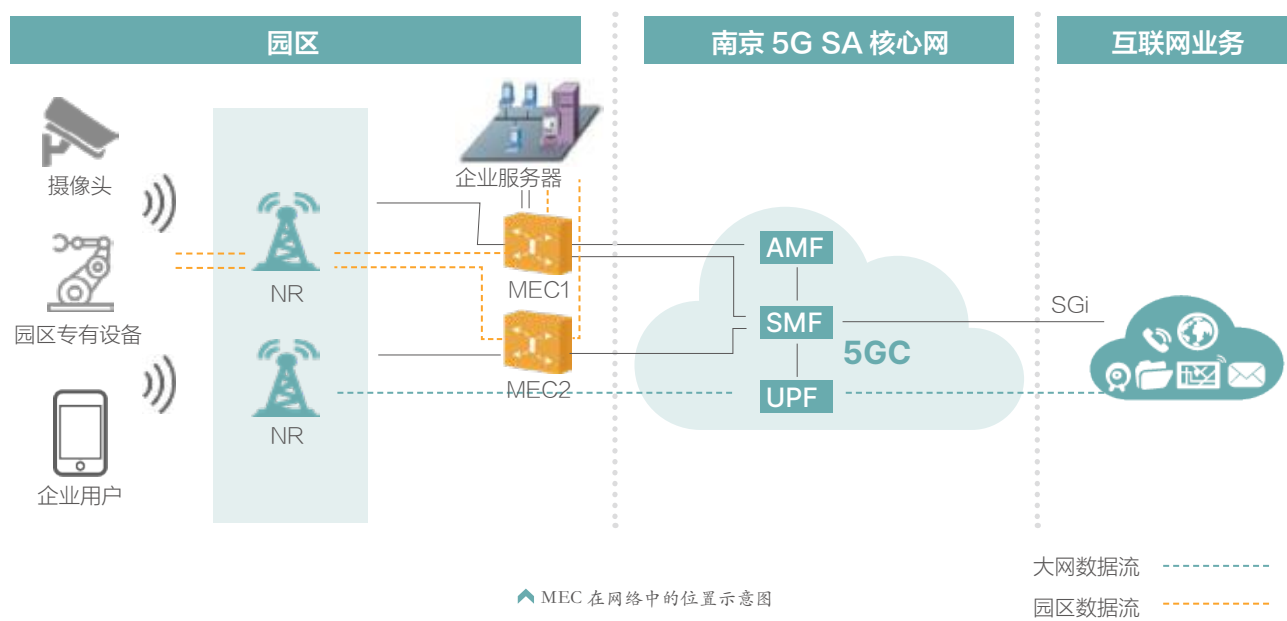 园区
南京 5G SA 核心网
互联网业务
摄像头
企业服务器
NR
MEC1
园区专有设备
MEC2
NR
企业用户
AMF
SMF
5GC
UPF
SGi
大网数据流
园区数据流
MEC 在网络中的位置示意图